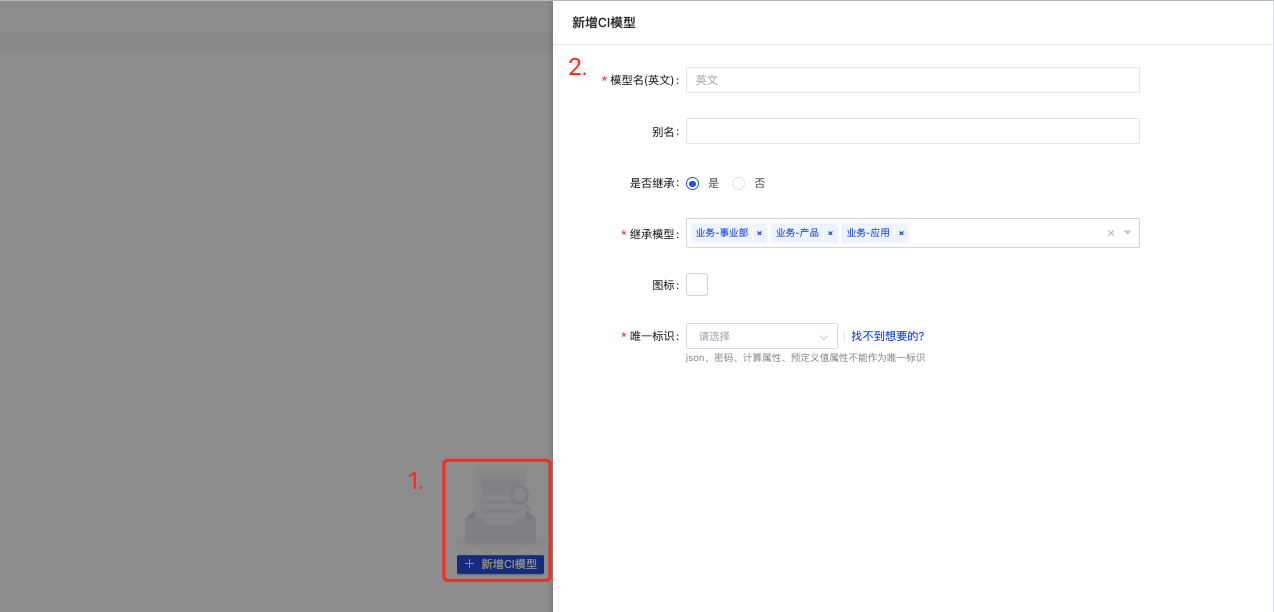 新增CI模型
2.
* 模型名(英文): 英文
别名:
是否继承: 是 否
* 继承模型: 业务-事业部 × 业务-产品 × 业务-应用 × ×
图标:
* 唯一标识: 请选择 找不到想要的?
json、密码、计算属性、预定义值属性不能作为唯一标识
1.
+ 新增CI模型